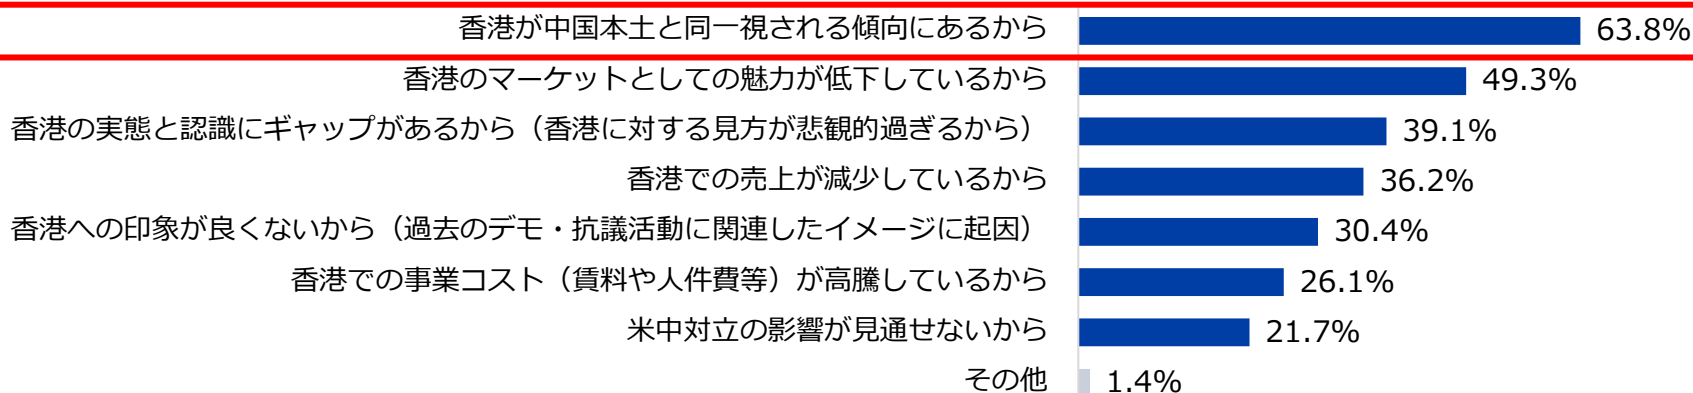 香港が中国本土と同一視される傾向にあるから 63.8%
香港のマーケットとしての魅力が低下しているから 49.3%
香港の実態と認識にギャップがあるから（香港に対する見方が悲観的過ぎるから） 39.1%
香港での売上が減少しているから 36.2%
香港への印象が良くないから（過去のデモ・抗議活動に関連したイメージに起因） 30.4%
香港での事業コスト（賃料や人件費等）が高騰しているから 26.1%
米中対立の影響が見通せないから 21.7%
その他 1.4%